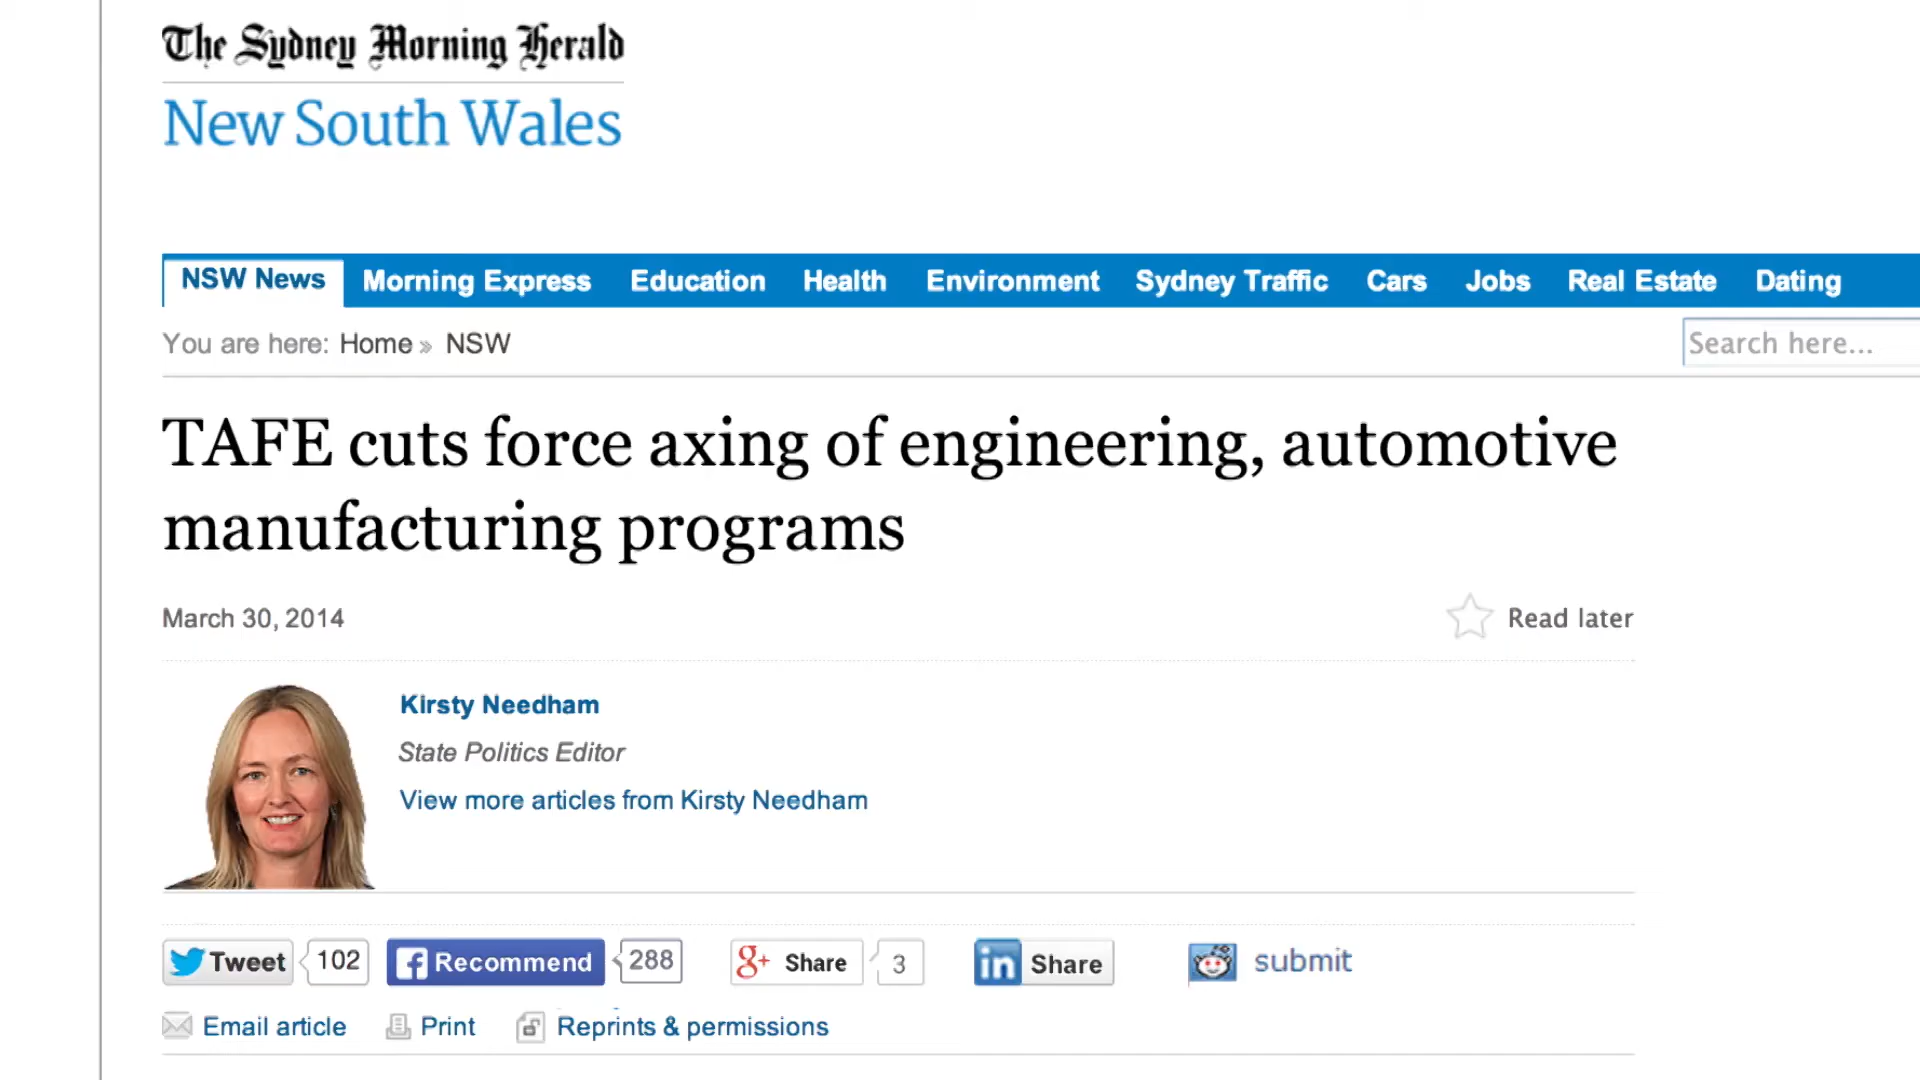 The Sydney Morning Herald
New South Wales
NSW News Morning Express Education Health Environment Sydney Traffic Cars Jobs Real Estate Dating
You are here: Home » NSW
Search here...
TAFE cuts force axing of engineering, automotive
manufacturing programs
March 30, 2014
Read later
Kirsty Needham
State Politics Editor
View more articles from Kirsty Needham
Tweet 102 Recommend 288 Share 3 Share submit
Email article Print Reprints & permissions